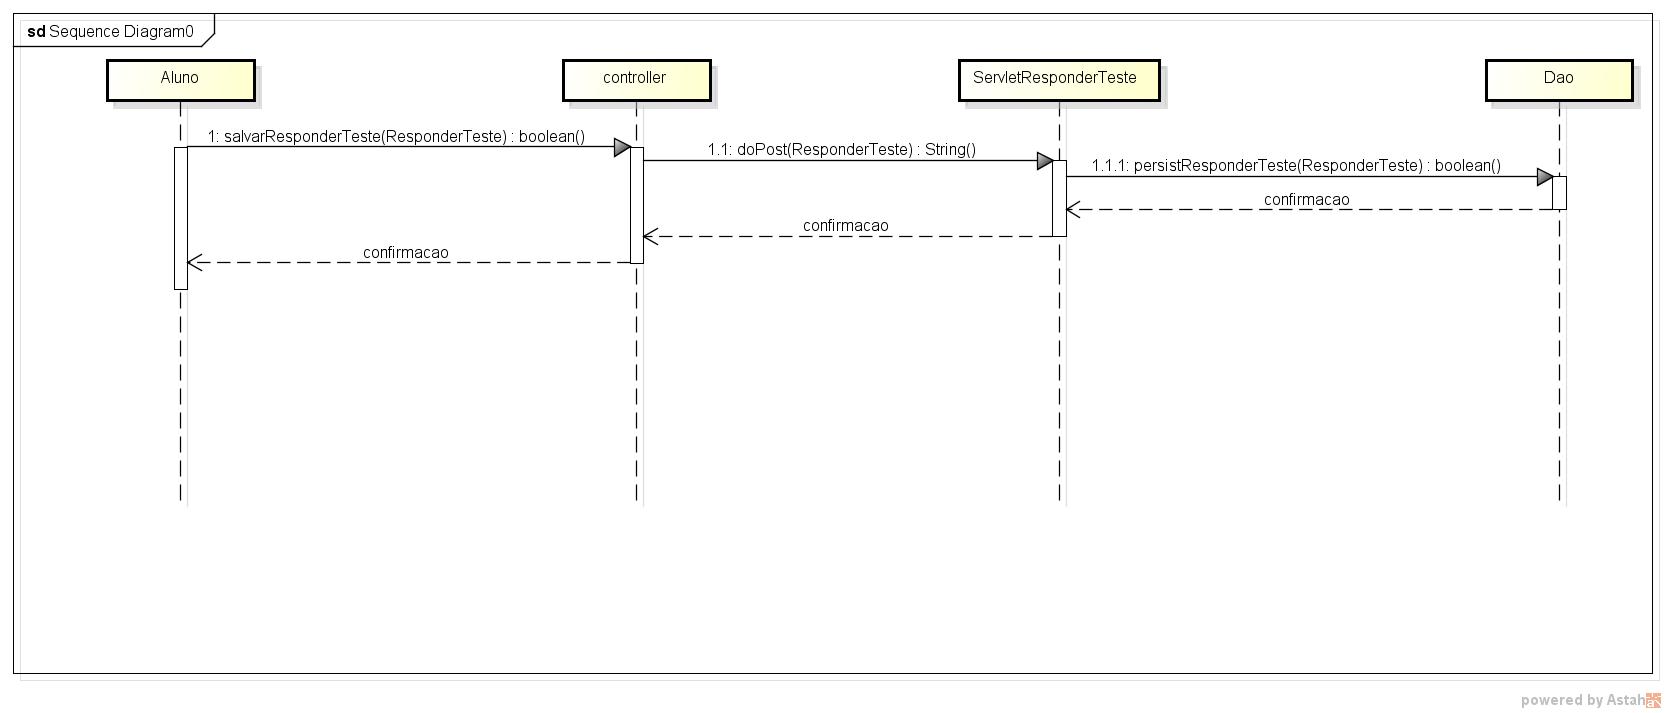 sd Sequence Diagram0
Aluno
controller
ServletResponderTeste
Dao
1: salvarResponderTeste(ResponderTeste) : boolean()
1.1: doPost(ResponderTeste) : String()
1.1.1: persistResponderTeste(ResponderTeste) : boolean()
confirmacao
confirmacao
confirmacao
powered by Astah